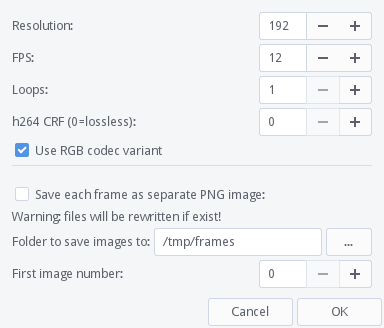 Resolution: 192
FPS: 12
Loops: 1
h264 CRF (0=lossless): 0
Use RGB codec variant
Save each frame as separate PNG image:
Warning: files will be rewritten if exist!
Folder to save images to: /tmp/frames ...
First image number: 0
Cancel OK